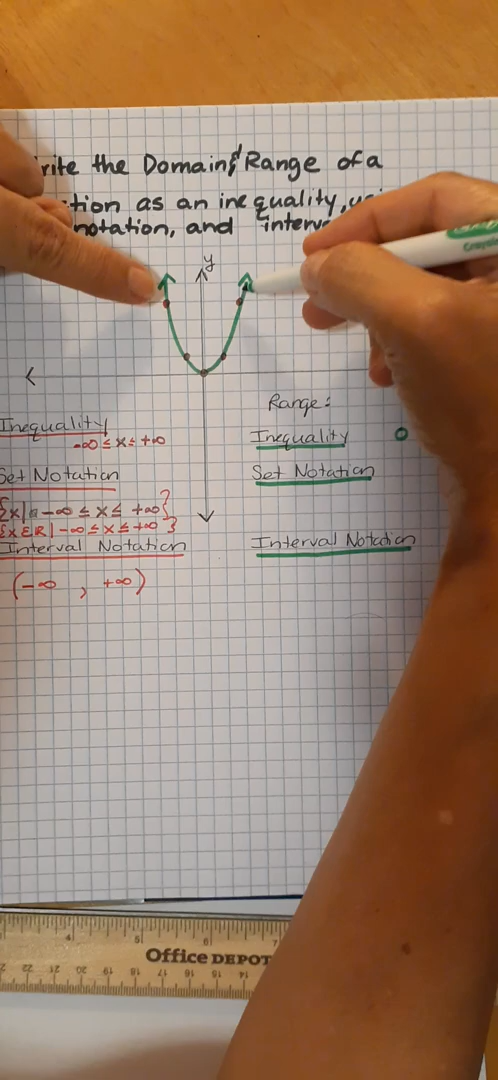 rite the Domain & Range of a
tion as an inequality, 
notation, and interv
y
Range:
Inequality
-∞ ≤ x ≤ +∞
Inequality
Set Notation
Set Notation
-∞ ≤ x ≤ +∞}
{x ∈ R | -∞ ≤ x ≤ +∞ }
Interval Notation
Interval Notation
(-∞ , +∞)
Office DEPOT